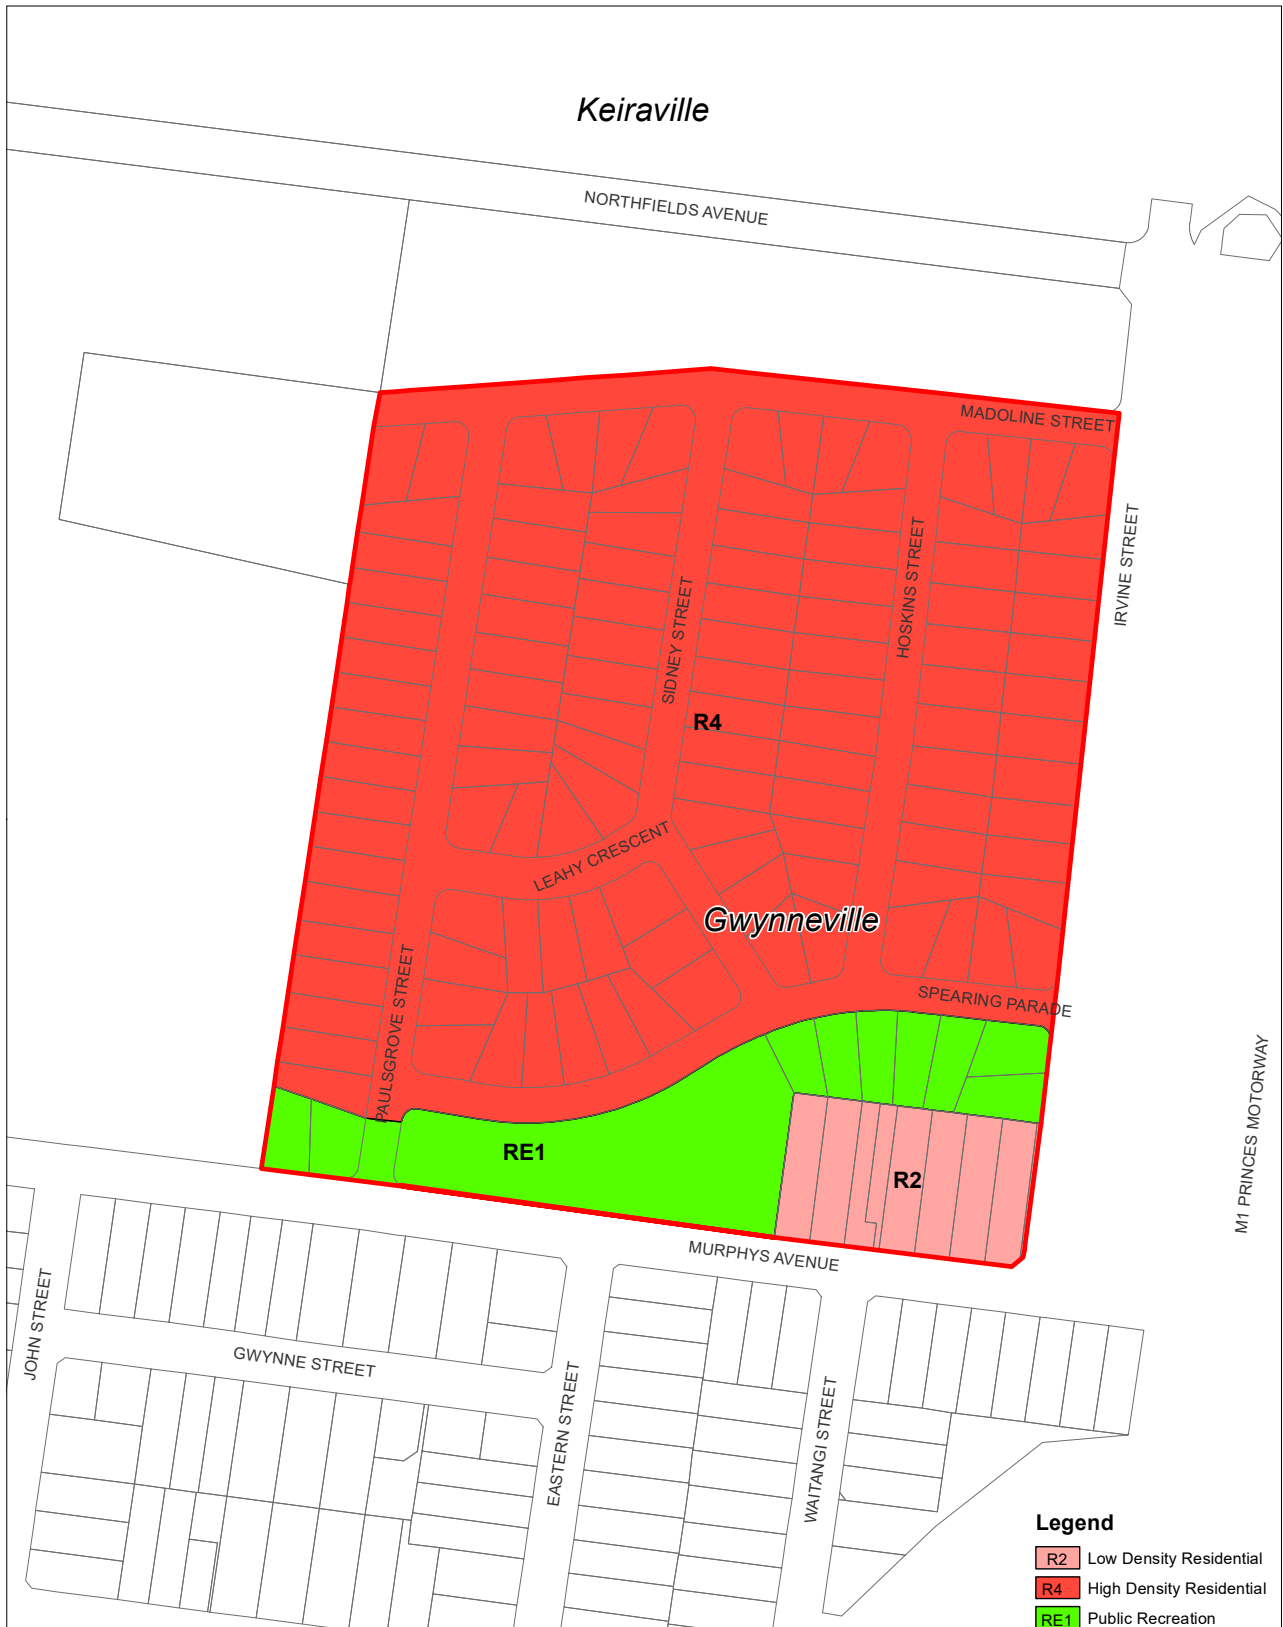 Keiraville
NORTHFIELDS AVENUE
MADOLINE STREET
IRVINE STREET
HOSKINS STREET
SIDNEY STREET
R4
LEAHY CRESCENT
Gwynneville
PAULSGROVE STREET
SPEARING PARADE
RE1
R2
M1 PRINCES MOTORWAY
MURPHYS AVENUE
JOHN STREET
GWYNNE STREET
EASTERN STREET
WAITANGI STREET
Legend
R2 Low Density Residential
R4 High Density Residential
RE1 Public Recreation